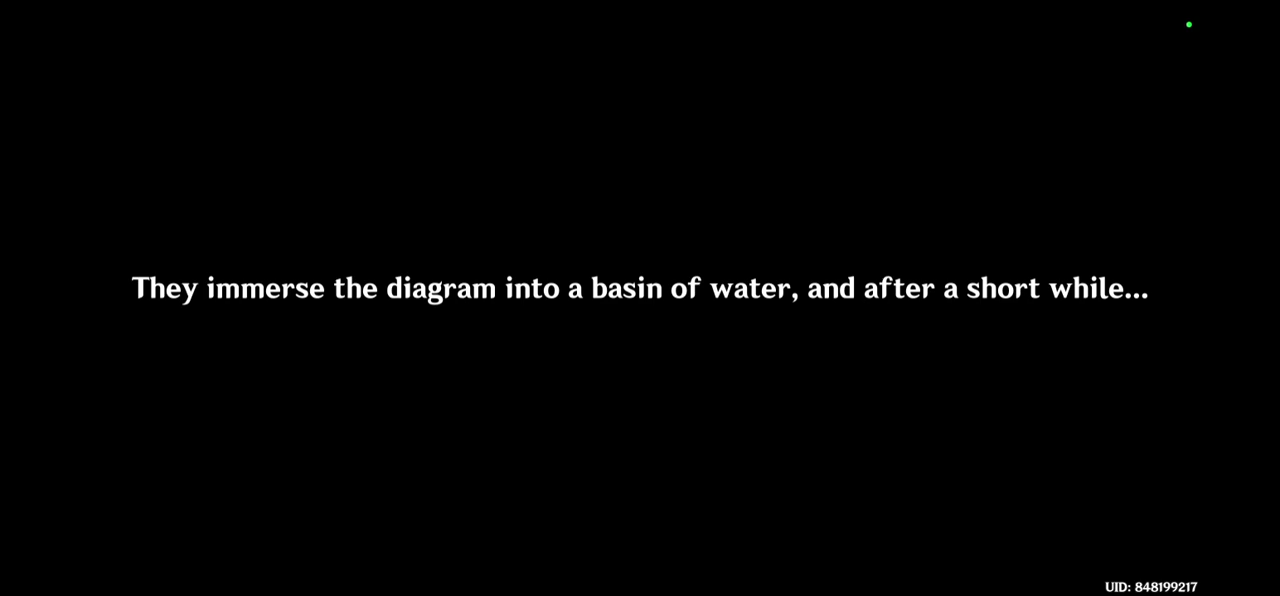 They immerse the diagram into a basin of water, and after a short while...
UID: 848199217